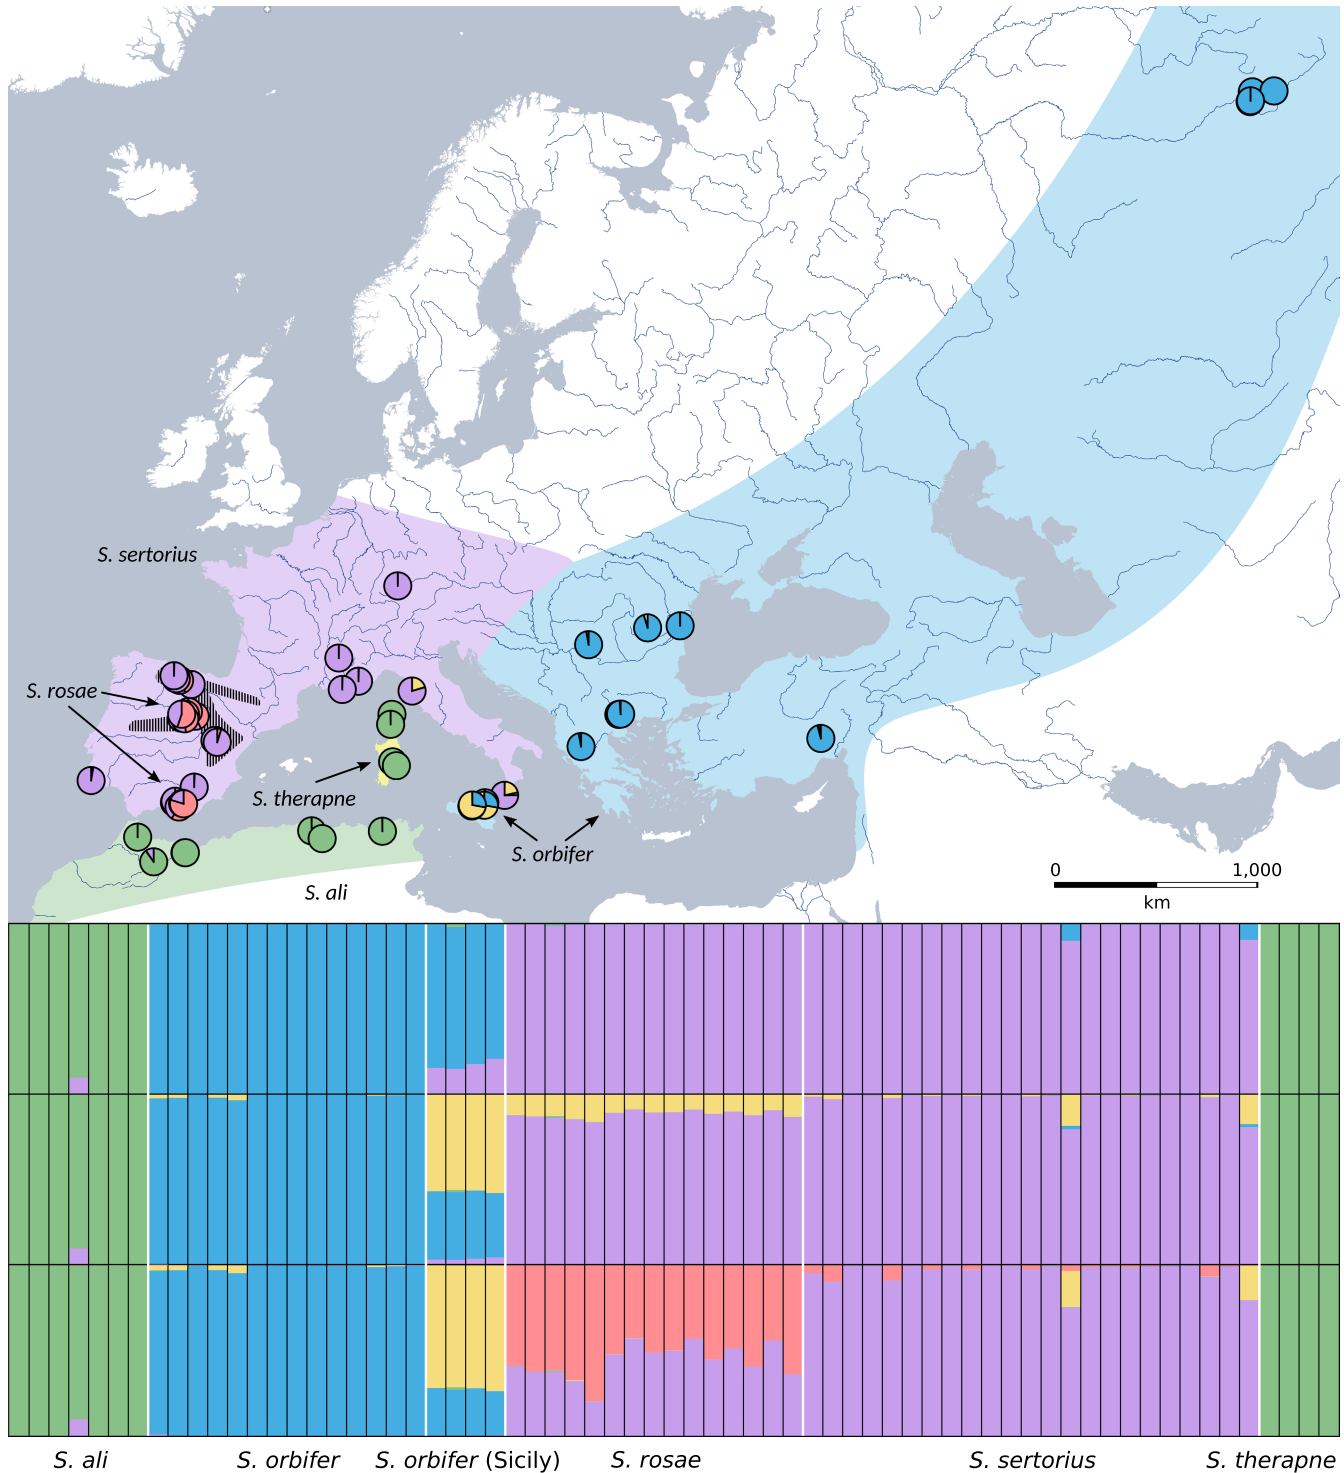 S. sertorius
S. rosae
S. therapne
S. orbifer
S. ali
0 1,000
km
S. ali S. orbifer S. orbifer (Sicily) S. rosae S. sertorius S. therapne